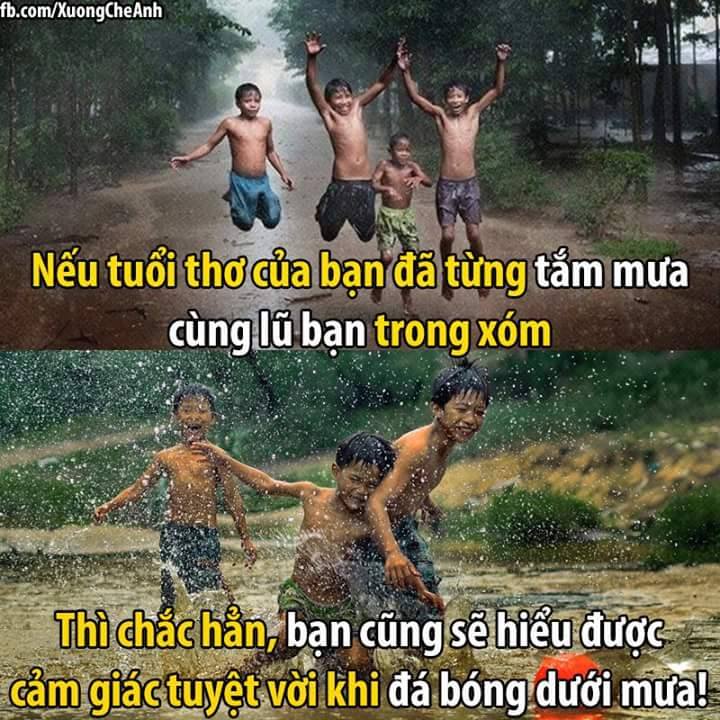 fb.com/XuongCheAnh
Nếu tuổi thơ của bạn đã từng tắm mưa
cùng lũ bạn trong xóm
Thì chắc hẳn, bạn cũng sẽ hiểu được
cảm giác tuyệt vời khi đá bóng dưới mưa!